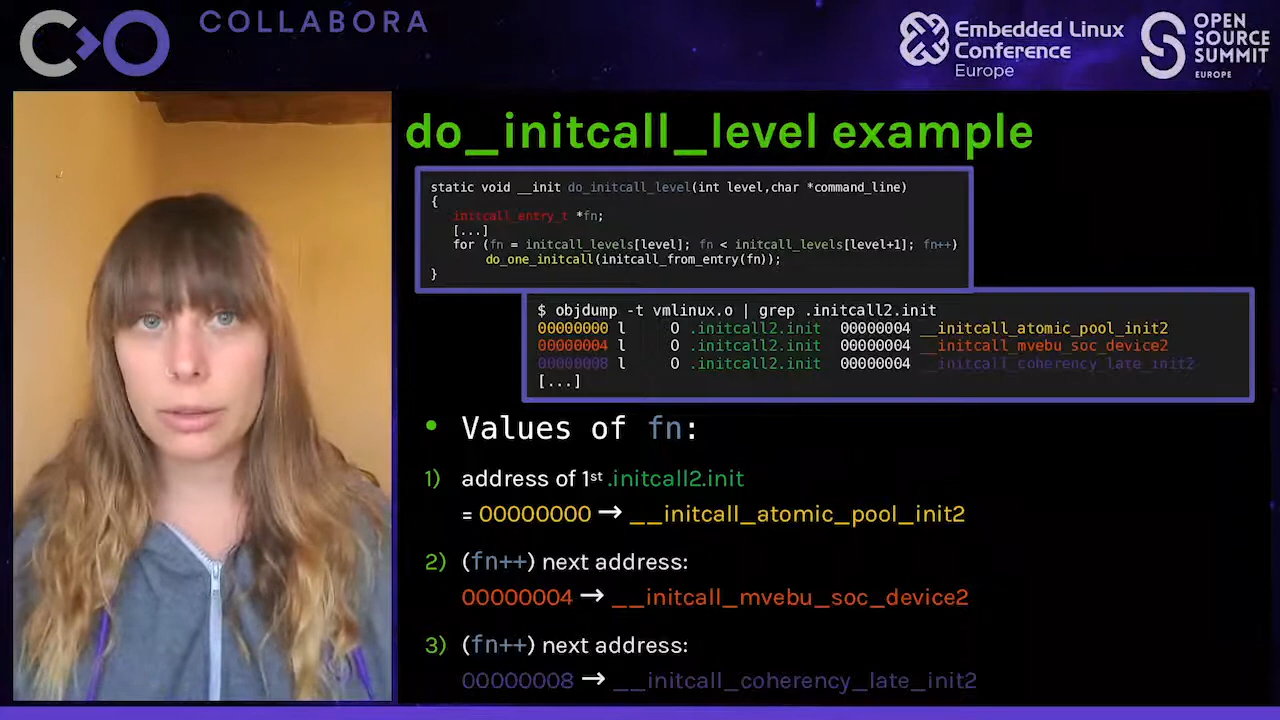 COLLABORA
Embedded Linux
Conference
Europe
OPEN
SOURCE
SUMMIT
EUROPE
do_initcall_level example
static void __init do_initcall_level(int level,char *command_line)
{
initcall_entry_t *fn;
[...]
for (fn = initcall_levels[level]; fn < initcall_levels[level+1]; fn++)
do_one_initcall(initcall_from_entry(fn));
}
$ objdump -t vmlinux.o | grep .initcall2.init
00000000 l O .initcall2.init 00000004 __initcall_atomic_pool_init2
00000004 l O .initcall2.init 00000004 __initcall_mvebu_soc_device2
00000008 l O .initcall2.init 00000004 __initcall_coherency_late_init2
[...]
• Values of fn:
1) address of 1st .initcall2.init
= 00000000 → __initcall_atomic_pool_init2
2) (fn++) next address:
00000004 → __initcall_mvebu_soc_device2
3) (fn++) next address:
00000008 → __initcall_coherency_late_init2